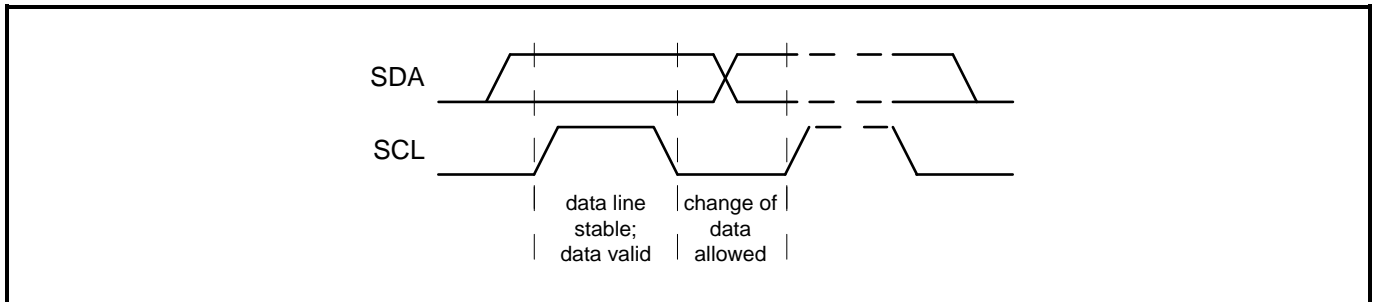 SDA
SCL
data line
stable;
data valid
change of
data
allowed